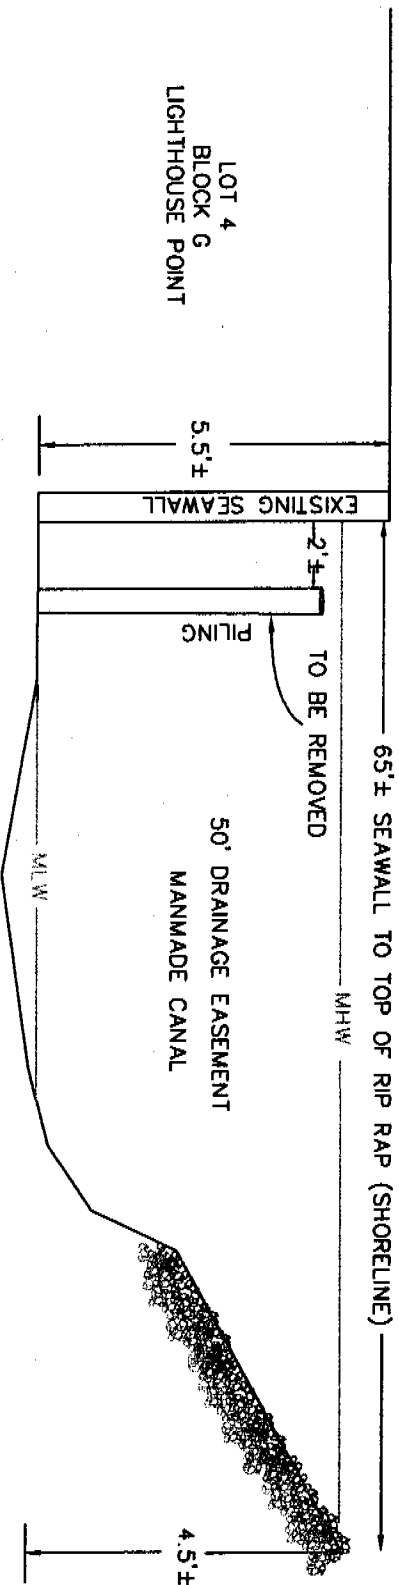 LOT 4
BLOCK G
LIGHTHOUSE POINT
5.5'±
EXISTING SEAWALL
2'±
PILING
TO BE REMOVED
65'± SEAWALL TO TOP OF RIP RAP (SHORELINE)
MHW
50' DRAINAGE EASEMENT
MANMADE CANAL
MLW
4.5'±